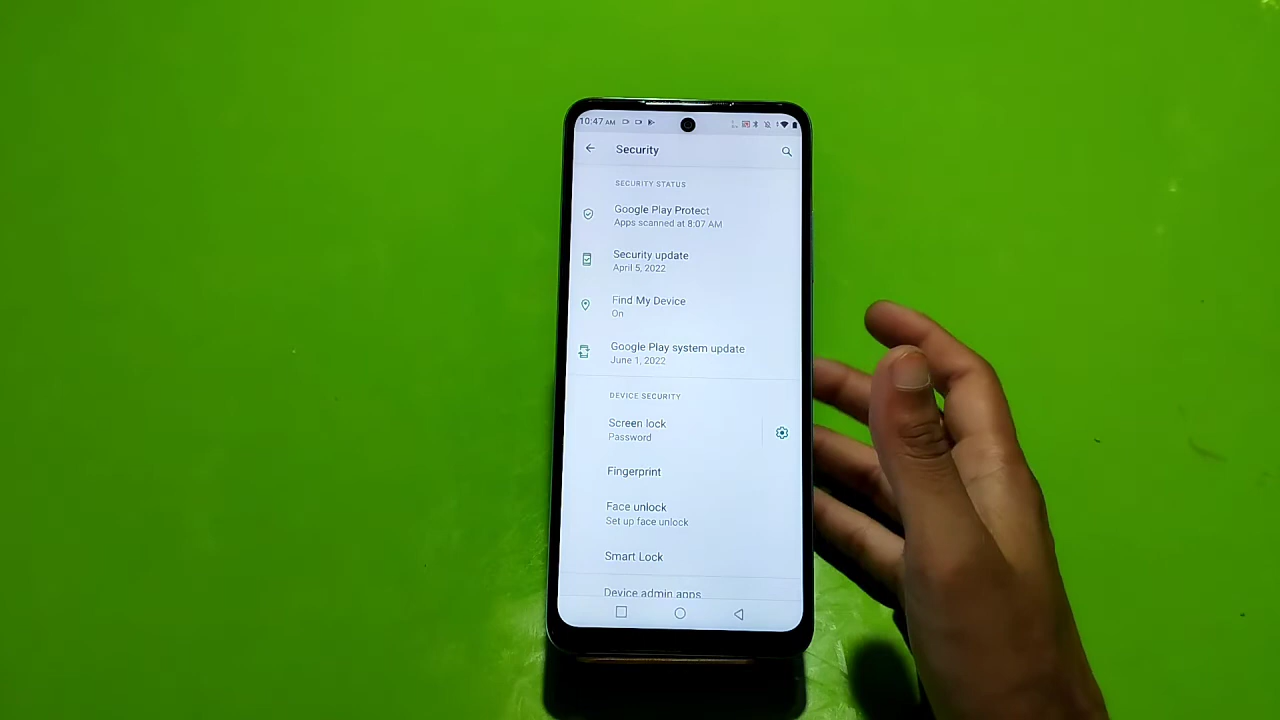 10:47 AM
Security
SECURITY STATUS
Google Play Protect
Apps scanned at 8:07 AM
Security update
April 5, 2022
Find My Device
On
Google Play system update
June 1, 2022
DEVICE SECURITY
Screen lock
Password
Fingerprint
Face unlock
Set up face unlock
Smart Lock
Device admin apps